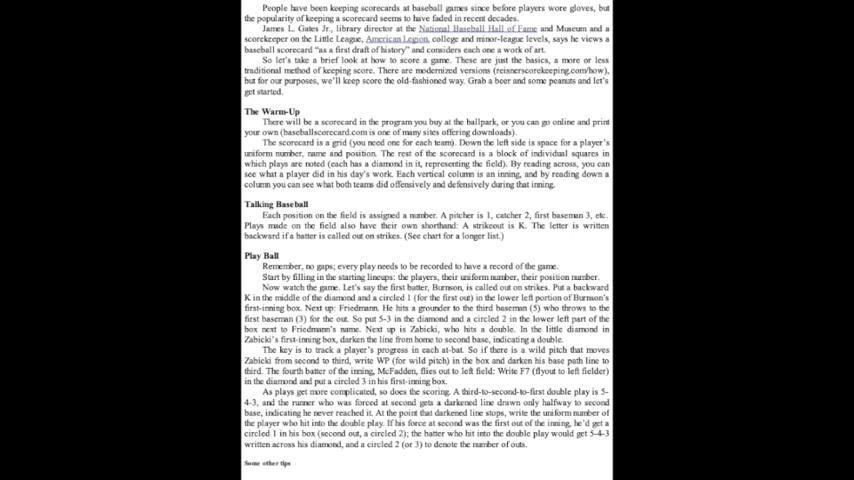 People have been keeping scorecards at baseball games since before players wore gloves, but
the popularity of keeping a scorecard seems to have faded in recent decades.
James L. Gates Jr., library director at the National Baseball Hall of Fame and Museum and a
scorekeeper on the Little League, American Legion, college and minor-league levels, says he views a
baseball scorecard “as a first draft of history” and considers each one a work of art.
So let's take a brief look at how to score a game. These are just the basics, a more or less
traditional method of keeping score. There are modernized versions (reisnerscorekeeping.com/how),
but for our purposes, we'll keep score the old-fashioned way. Grab a beer and some peanuts and let's
get started.
The Warm-Up
There will be a scorecard in the program you buy at the ballpark, or you can go online and print
your own (baseballscorecard.com is one of many sites offering downloads).
The scorecard is a grid (you need one for each team). Down the left side is space for a player's
uniform number, name and position. The rest of the scorecard is a block of individual squares in
which plays are noted (each has a diamond in it, representing the field). By reading across, you can
see what a player did in his day's work. Each vertical column is an inning, and by reading down a
column you can see what both teams did offensively and defensively during that inning.
Talking Baseball
Each position on the field is assigned a number. A pitcher is 1, catcher 2, first baseman 3, etc.
Plays made on the field also have their own shorthand: A strikeout is K. The letter is written
backward if a batter is called out on strikes. (See chart for a longer list.)
Play Ball
Remember, no gaps; every play needs to be recorded to have a record of the game.
Start by filling in the starting lineups: the players, their uniform number, their position number.
Now watch the game. Let's say the first batter, Burnson, is called out on strikes. Put a backward
K in the middle of the diamond and a circled 1 (for the first out) in the lower left portion of Burnson's
first-inning box. Next up: Friedmann. He hits a grounder to the third baseman (5) who throws to the
first baseman (3) for the out. So put 5-3 in the diamond and a circled 2 in the lower left part of the
box next to Friedmann's name. Next up is Zabicki, who hits a double. In the little diamond in
Zabicki's first-inning box, darken the line from home to second base, indicating a double.
The key is to track a player's progress in each at-bat. So if there is a wild pitch that moves
Zabicki from second to third, write WP (for wild pitch) in the box and darken his base path line to
third. The fourth batter of the inning, McFadden, flies out to left field: Write F7 (flyout to left fielder)
in the diamond and put a circled 3 in his first-inning box.
As plays get more complicated, so does the scoring. A third-to-second-to-first double play is 5-
4-3, and the runner who was forced at second gets a darkened line drawn only halfway to second
base, indicating he never reached it. At the point that darkened line stops, write the uniform number of
the player who hit into the double play. If his force at second was the first out of the inning, he'd get a
circled 1 in his box (second out, a circled 2); the batter who hit into the double play would get 5-4-3
written across his diamond, and a circled 2 (or 3) to denote the number of outs.
Some other tips